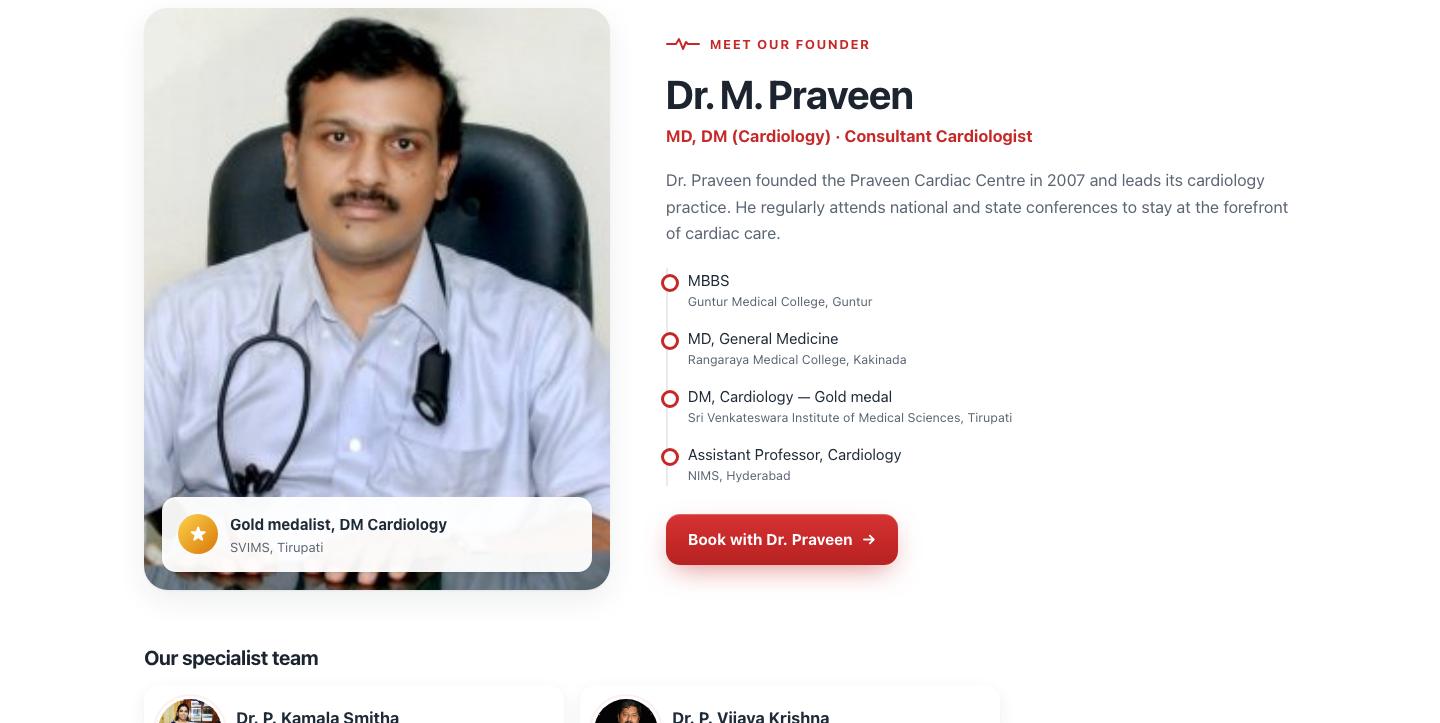 MEET OUR FOUNDER
Dr. M. Praveen
MD, DM (Cardiology) · Consultant Cardiologist
Dr. Praveen founded the Praveen Cardiac Centre in 2007 and leads its cardiology
practice. He regularly attends national and state conferences to stay at the forefront
of cardiac care.
MBBS
Guntur Medical College, Guntur
MD, General Medicine
Rangaraya Medical College, Kakinada
DM, Cardiology — Gold medal
Sri Venkateswara Institute of Medical Sciences, Tirupati
Assistant Professor, Cardiology
NIMS, Hyderabad
Gold medalist, DM Cardiology
SVIMS, Tirupati
Book with Dr. Praveen →
Our specialist team
Dr. P. Kamala Smitha
Dr. P. Vijaya Krishna